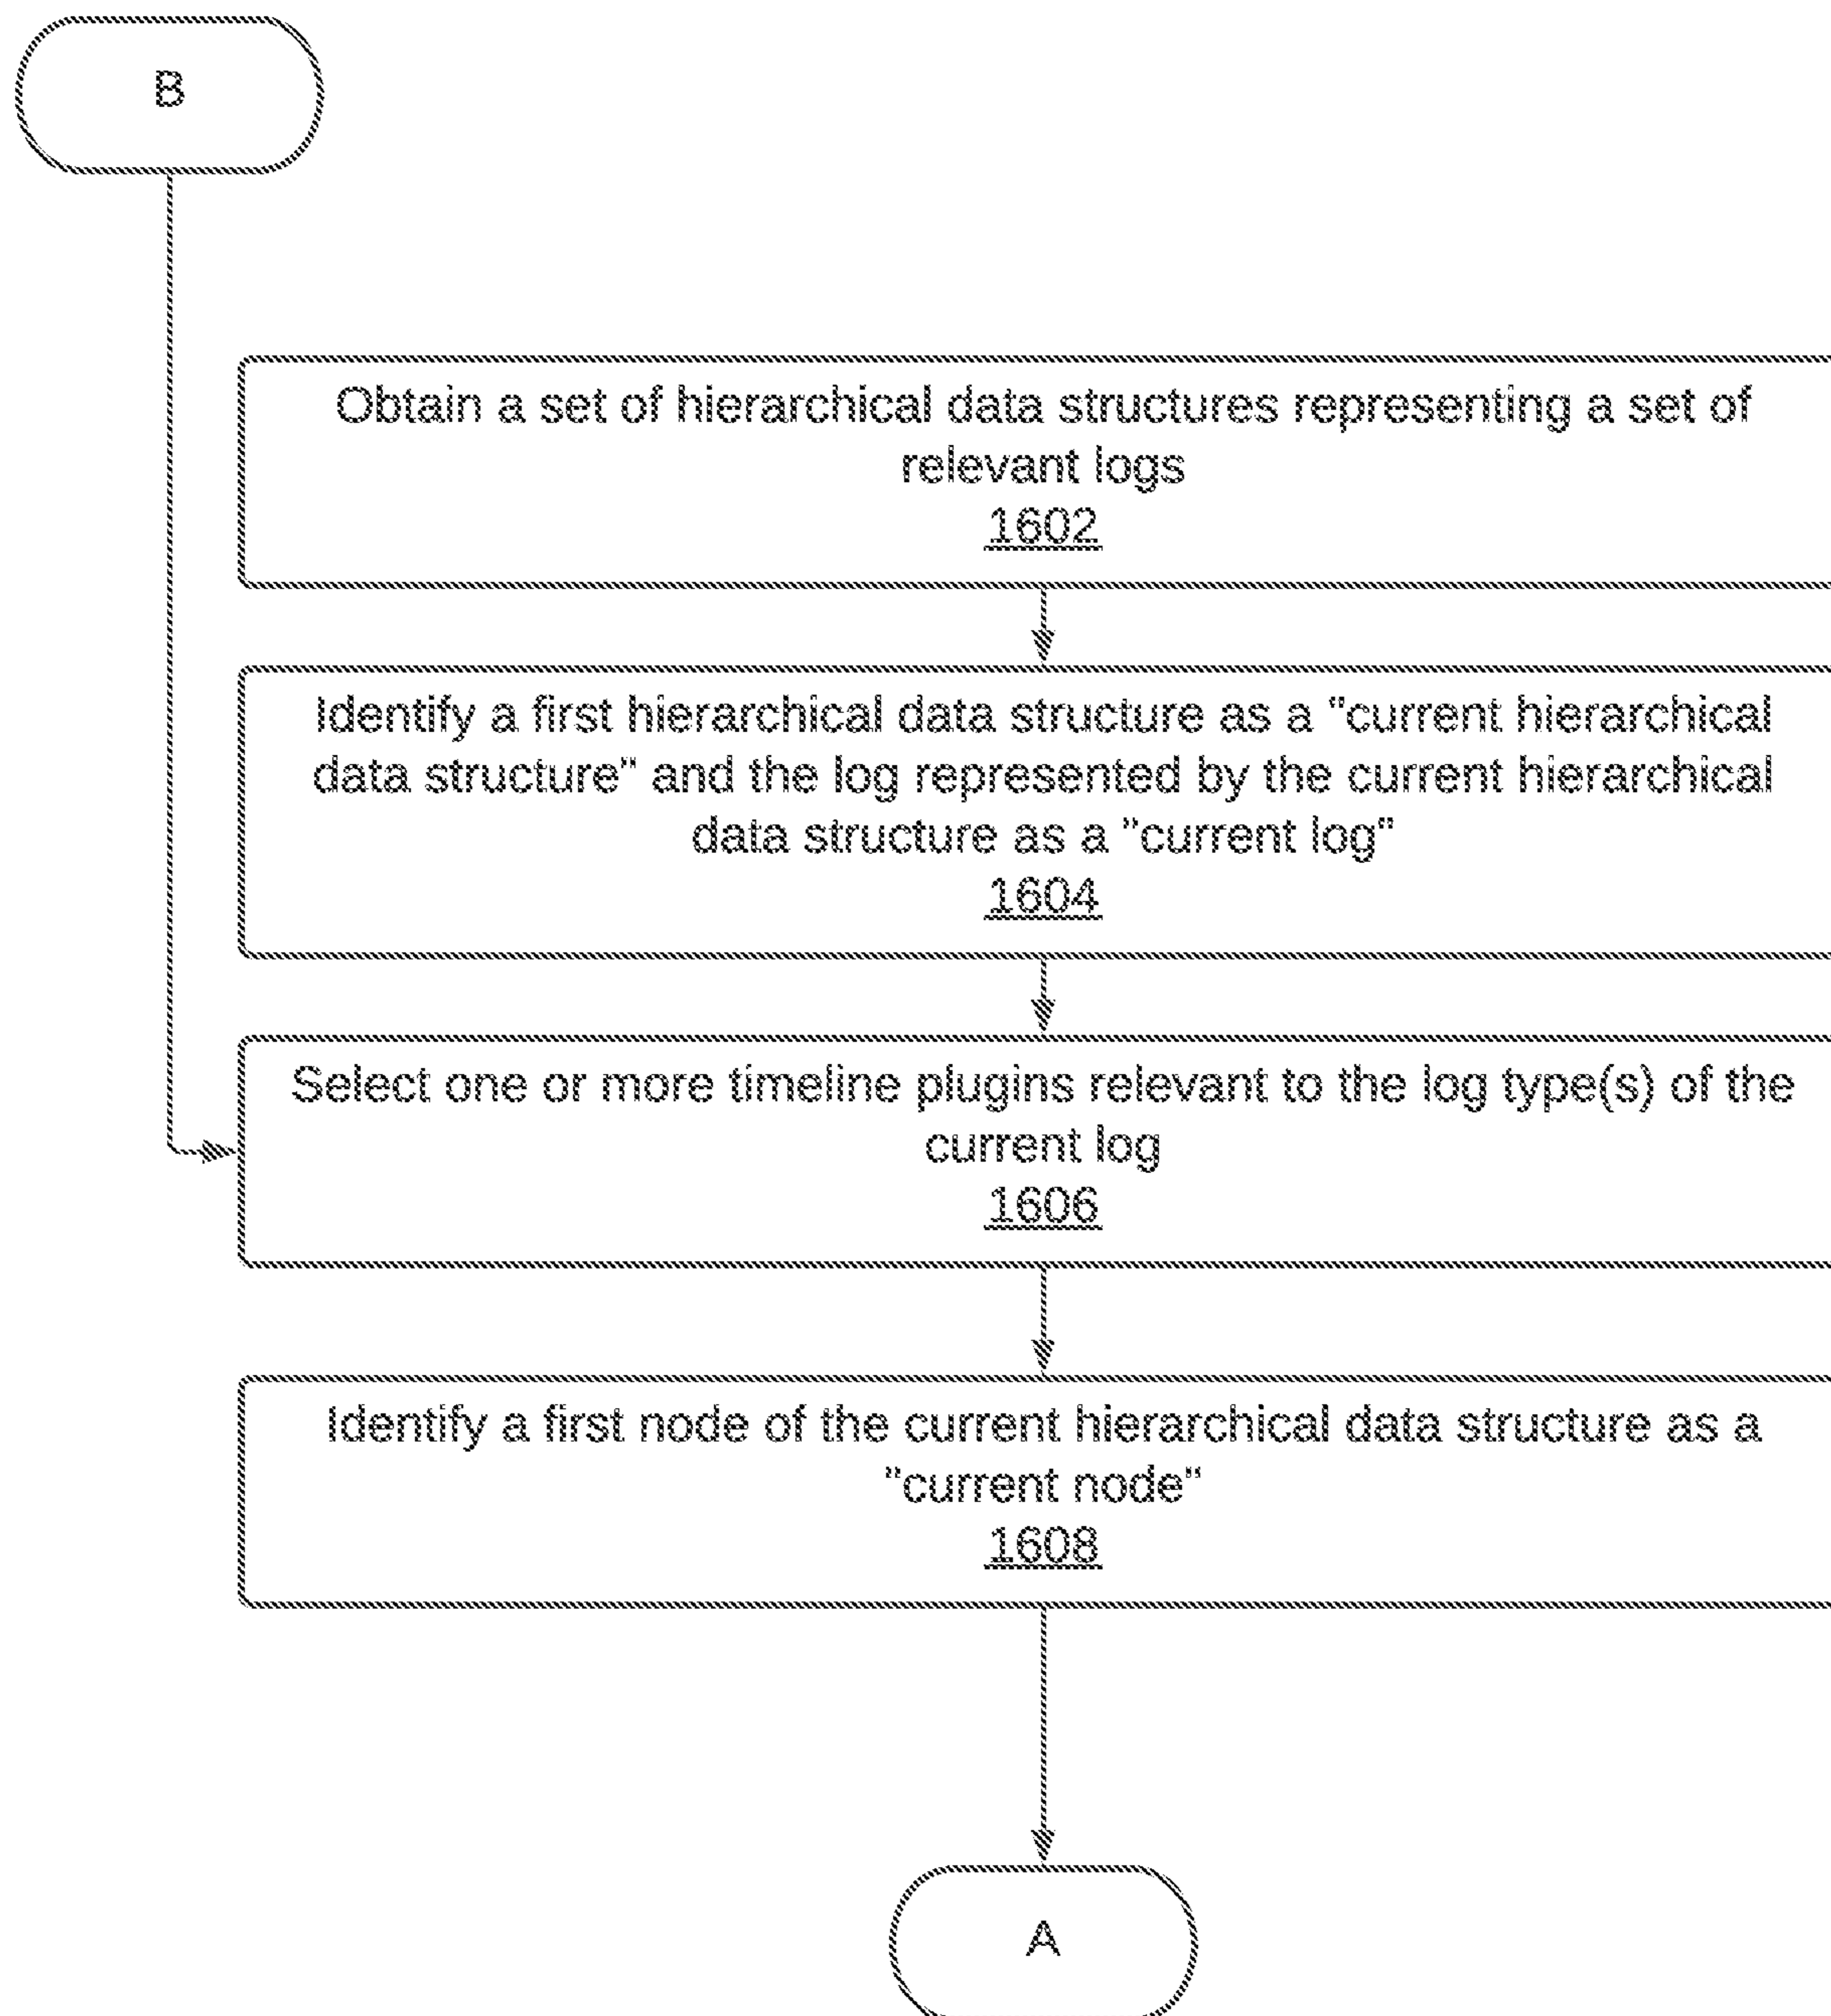 B
Obtain a set of hierarchical data structures representing a set of
relevant logs
1602
Identify a first hierarchical data structure as a "current hierarchical
data structure" and the log represented by the current hierarchical
data structure as a "current log"
1604
Select one or more timeline plugins relevant to the log type(s) of the
current log
1606
Identify a first node of the current hierarchical data structure as a
"current node"
1608
A